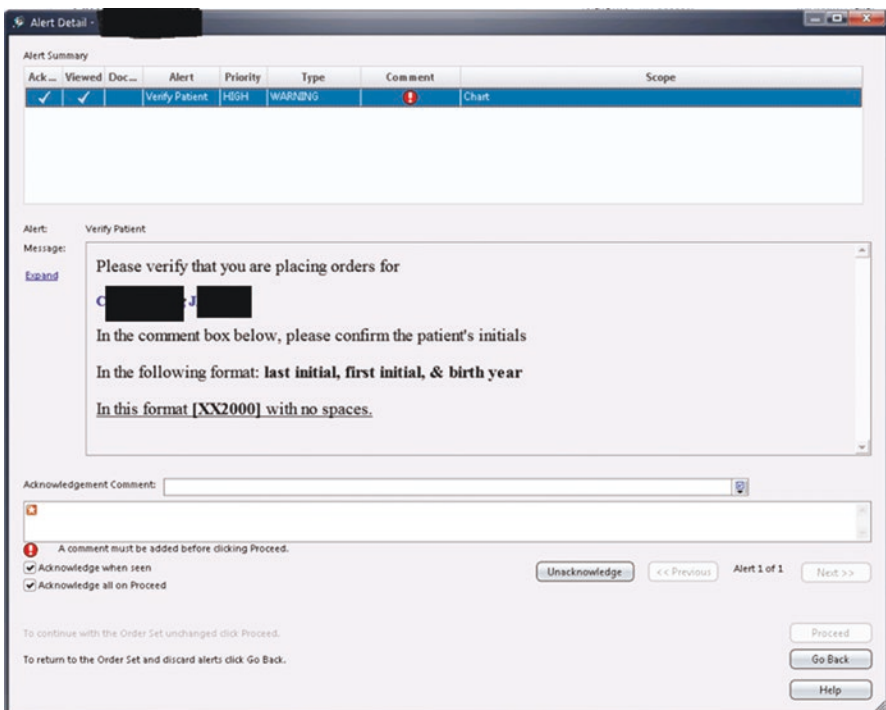 Alert Detail -
Alert Summary
Ack... Viewed Doc... Alert Priority Type Comment Scope
Verify Patient HIGH WARNING Chart
Alert: Verify Patient
Message:
Expand
Please verify that you are placing orders for
C J
In the comment box below, please confirm the patient's initials
In the following format: last initial, first initial, & birth year
In this format [XX2000] with no spaces.
Acknowledgement Comment:
A comment must be added before clicking Proceed.
Acknowledge when seen
Acknowledge all on Proceed
Unacknowledge << Previous Alert 1 of 1 Next >>
To continue with the Order Set unchanged click Proceed. Proceed
To return to the Order Set and discard alerts click Go Back. Go Back
Help